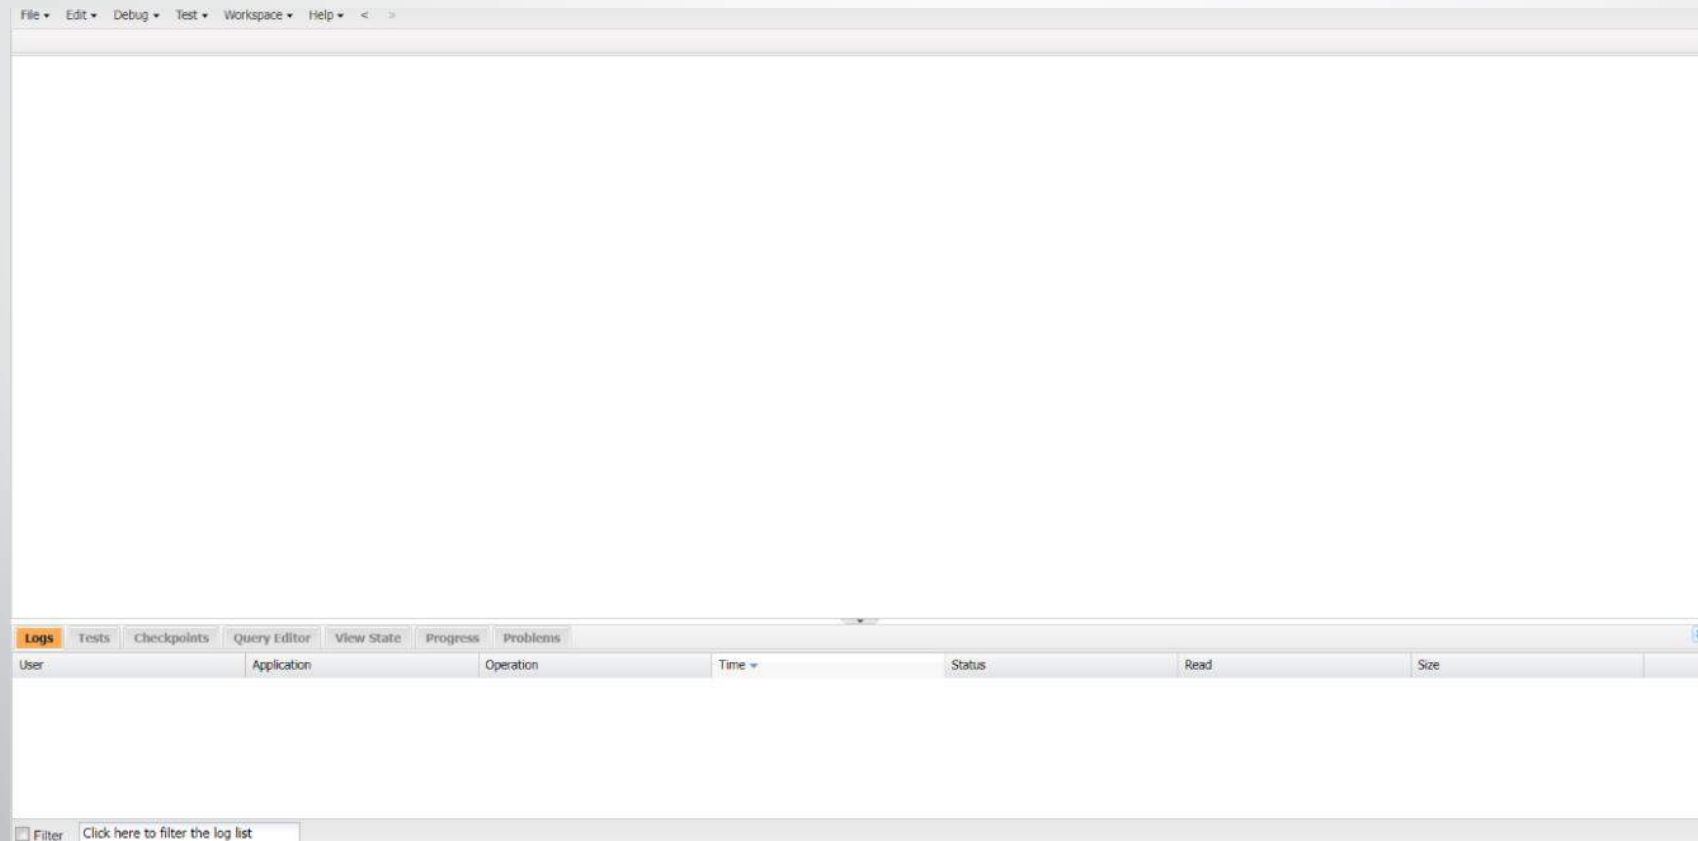 File Edit Debug Test Workspace Help < >
Logs Tests Checkpoints Query Editor View State Progress Problems
User Application Operation Time Status Read Size
Filter Click here to filter the log list